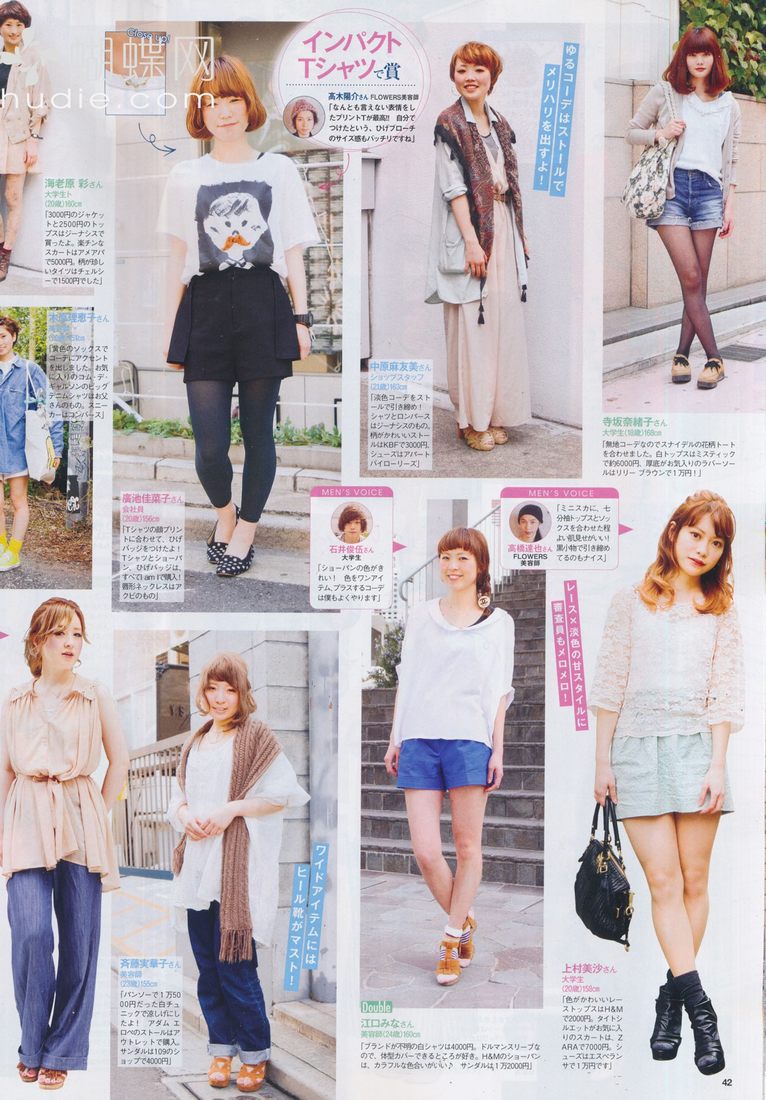 Close up!
蝶网
hudie.com
インパクト
Tシャツで賞
高木陽介さん FLOWERS美容師
「なんとも言えない表情をし
たプリントTが最高!! 自分で
つけたという、ひげブローチ
のサイズ感もバッチリですね」
ゆるコーデはストールで
メリハリを出すよ!
海老原 彩さん
大学生ト
(20歳)160cm
「3000円のジャケッ
トと2500円のトッ
プスはジーナシスで
買ったよ。楽チンな
スカートはアメアパ
で5000円。柄が珍し
いタイツはチェルシ
ーで1500円でした」
「黄色のソックスで
コーデにアクセント
を出しました。お気
に入りのコム・デ・
ギャルソンのビッグ
デニムシャツはお父
さんのもの。スニー
カーはコンバース」
中原麻友美さん
ショップスタッフ
(21歳)163cm
「淡色コーデをスト
ールで引き締め!
シャツとロンパース
はジーナシスのもの。
柄がかわいいストー
ルはKBFで3000円、
シューズはアパート
バイローリーズ」
寺坂奈緒子さん
大学生(18歳)168cm
「無地コーデなのでスナイデルの花柄トート
を合わせました。白トップスはミスティック
で約6000円、厚底がお気入りのラバーソー
ルはリリー ブラウンで1万円!」
廣池佳菜子さん
会社員
(20歳)156cm
「Tシャツの顔プリン
トに合わせて、ひげ
バッジをつけたよ!
Tシャツとショーパ
ン、ひげバッジは、
すべてI am Iで購入!
唇形ネックレスはア
クビのもの」
MEN'S VOICE
石井俊伍さん
大学生
「ショーパンの色がき
れい! 色をワンアイ
テム、プラスするコーデ
は僕もよくやります」
MEN'S VOICE
高橋達也さん
FLOWERS
美容師
「ミニスカに、七
分袖トップスとソ
ックスを合わせた程
よい肌見せがいい!
黒小物で引き締め
てるのもナイス」
レース×淡色の甘スタイルに
審査員もメロメロ!
ワイドアイテムには
ヒール靴がマスト!
斉藤実華子さん
美容師
(23歳)155cm
「パンソーで1万5000
円だった白チュ
ニックで涼しげにし
たよ! アダム エ
ロペのストールはア
ウトレットで購入。
サンダルは109のシ
ョップで4000円」
Double
江口みなさん
美容師(24歳)160cm
「ブランドが不明の白シャツは4000円。ドルマンスリーブな
ので、体型カバーできるところが好き。H&Mのショーパン
は、カラフルな色合いがいい♪ サンダルは1万2000円」
上村美沙さん
大学生
(20歳)159cm
「色がかわいいレー
ストップスはH&M
で2000円。タイトシ
ルエットがお気に入
りのスカートは、Z
ARAで7000円。シ
ューズはエスペラン
サで1万円です」
42